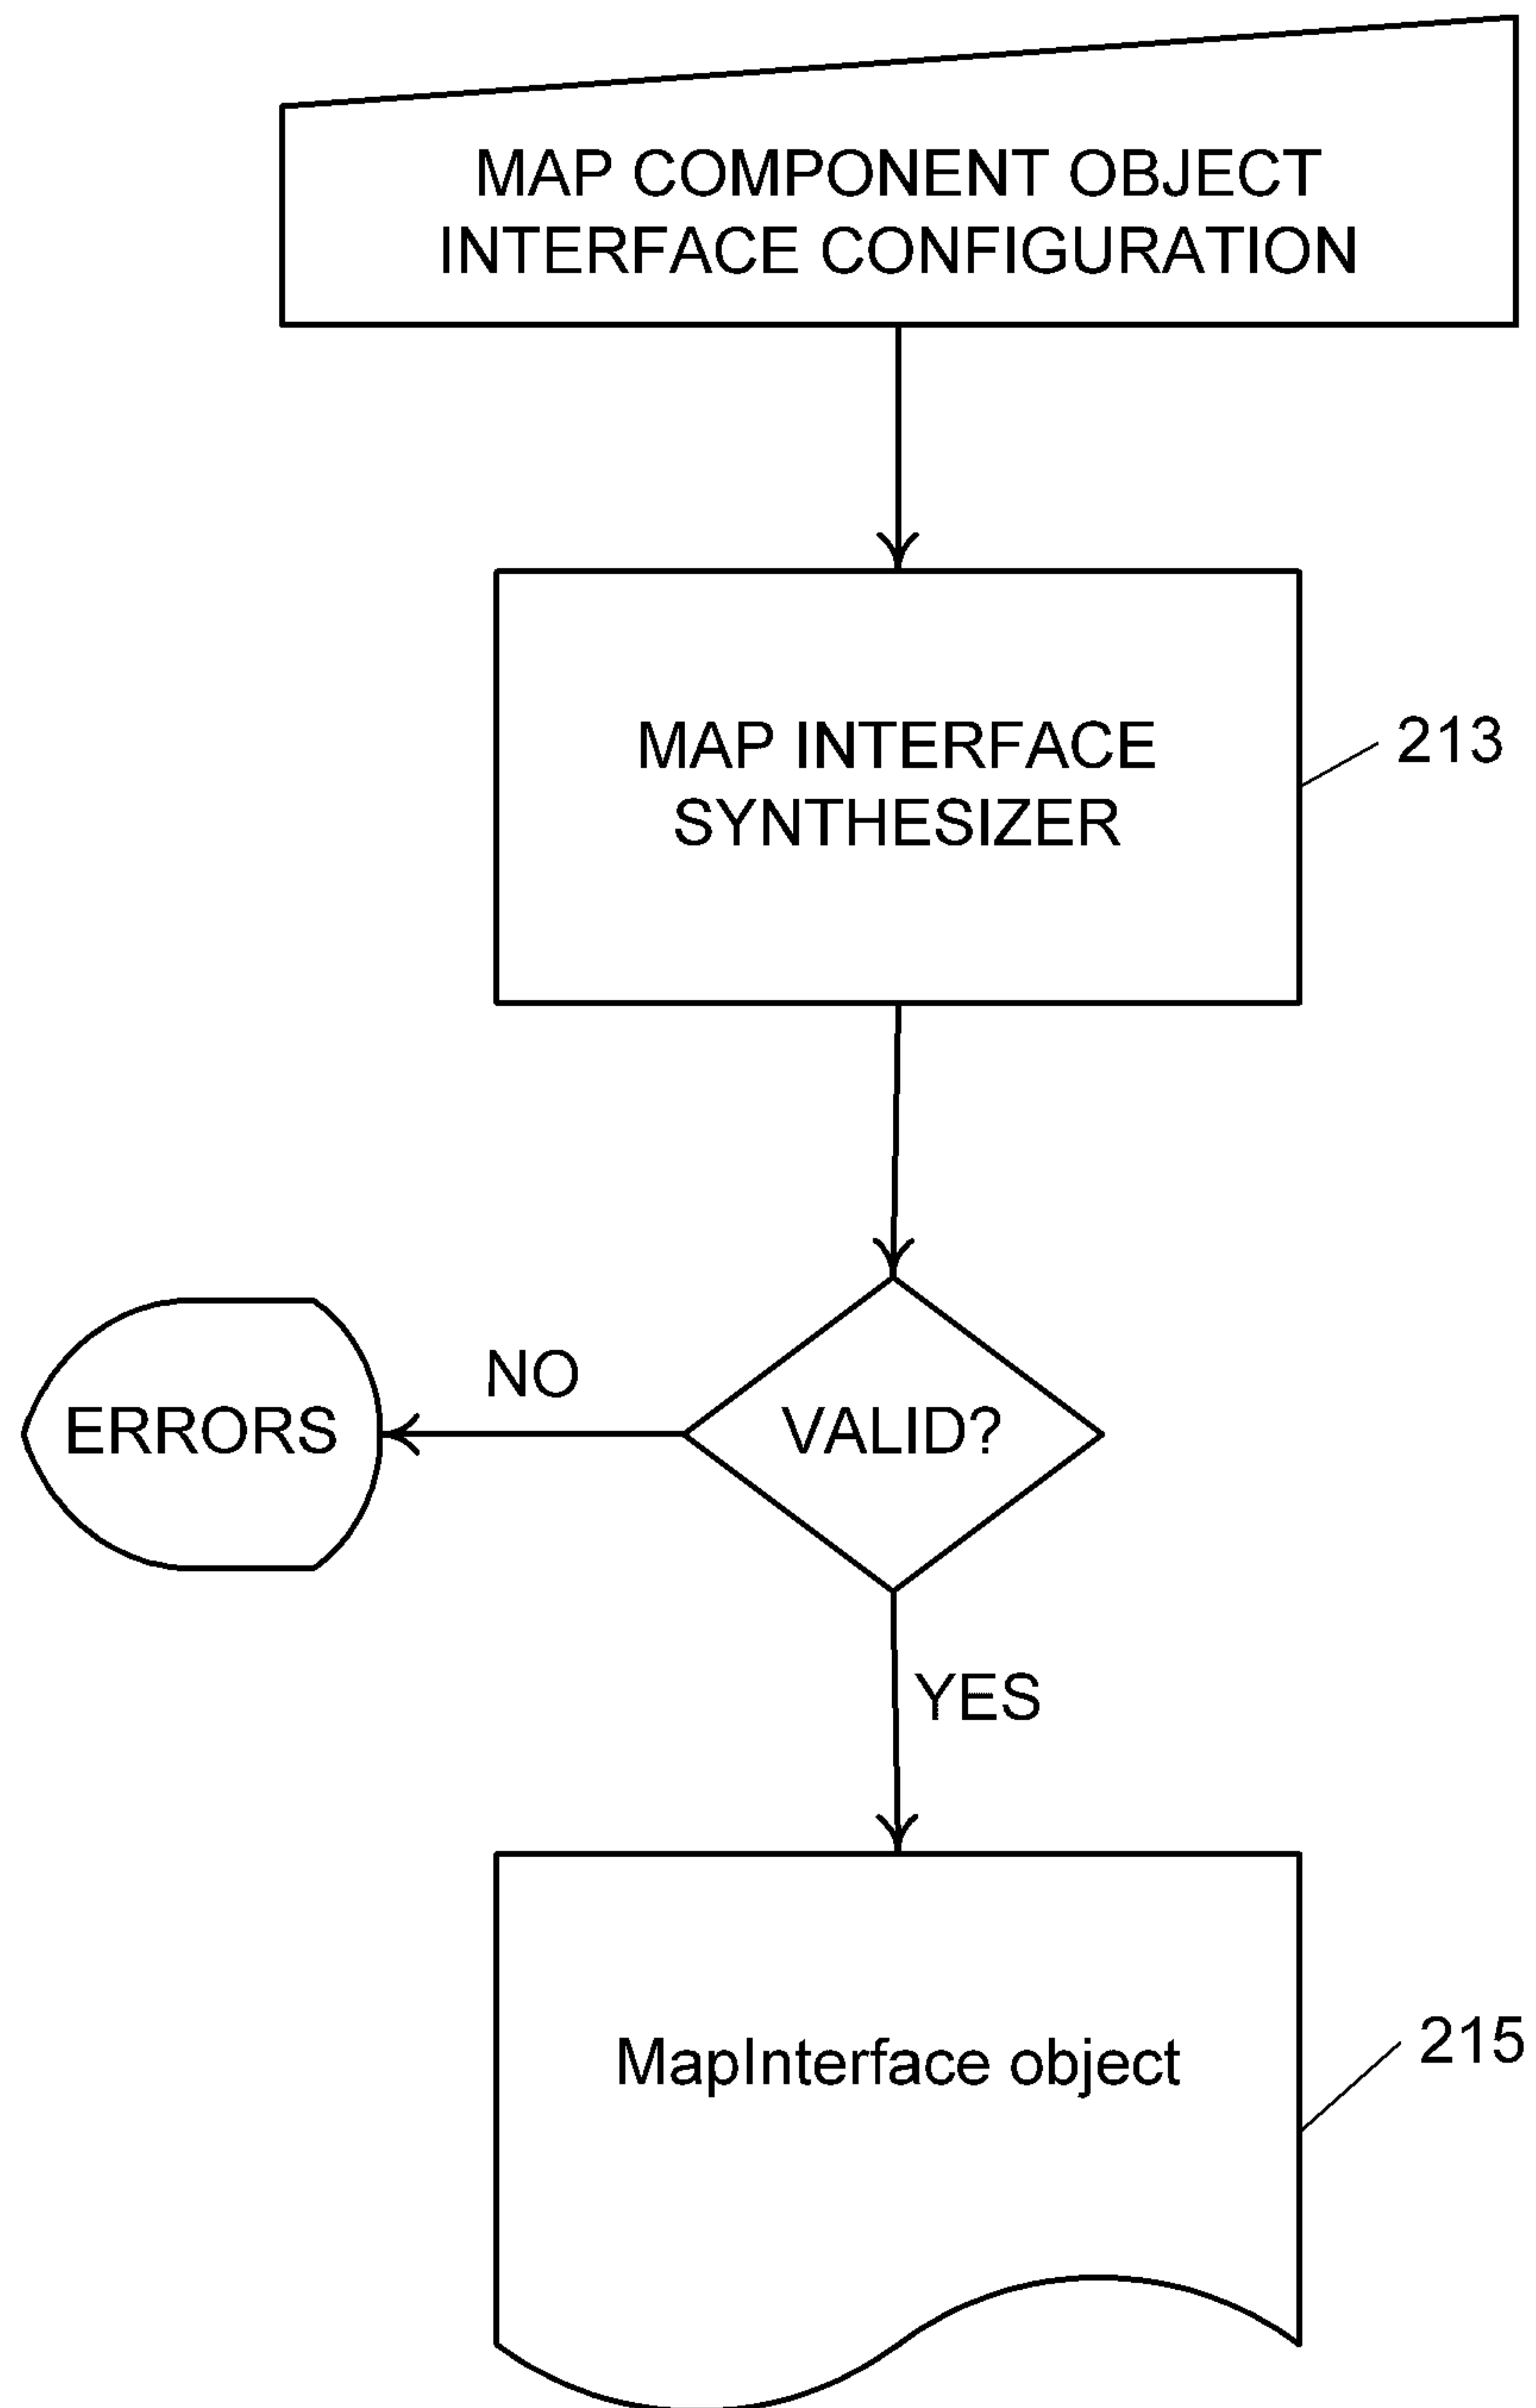 MAP COMPONENT OBJECT
INTERFACE CONFIGURATION
MAP INTERFACE
SYNTHESIZER
213
NO
ERRORS
VALID?
YES
MapInterface object
215